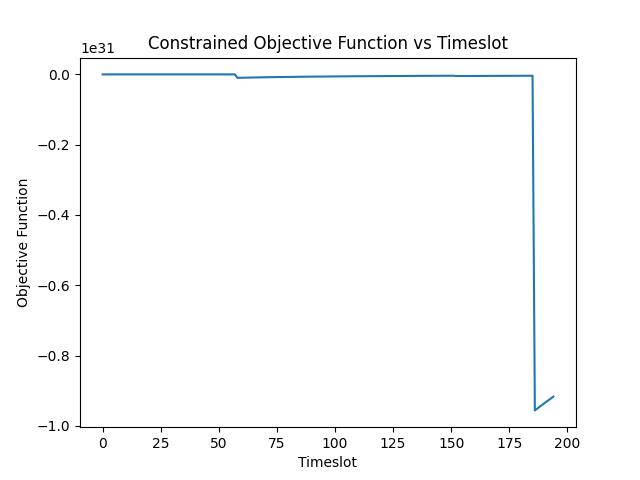 Constrained Objective Function vs Timeslot
1e31
0.0
−0.2
−0.4
−0.6
−0.8
−1.0
Objective Function
0 25 50 75 100 125 150 175 200
Timeslot